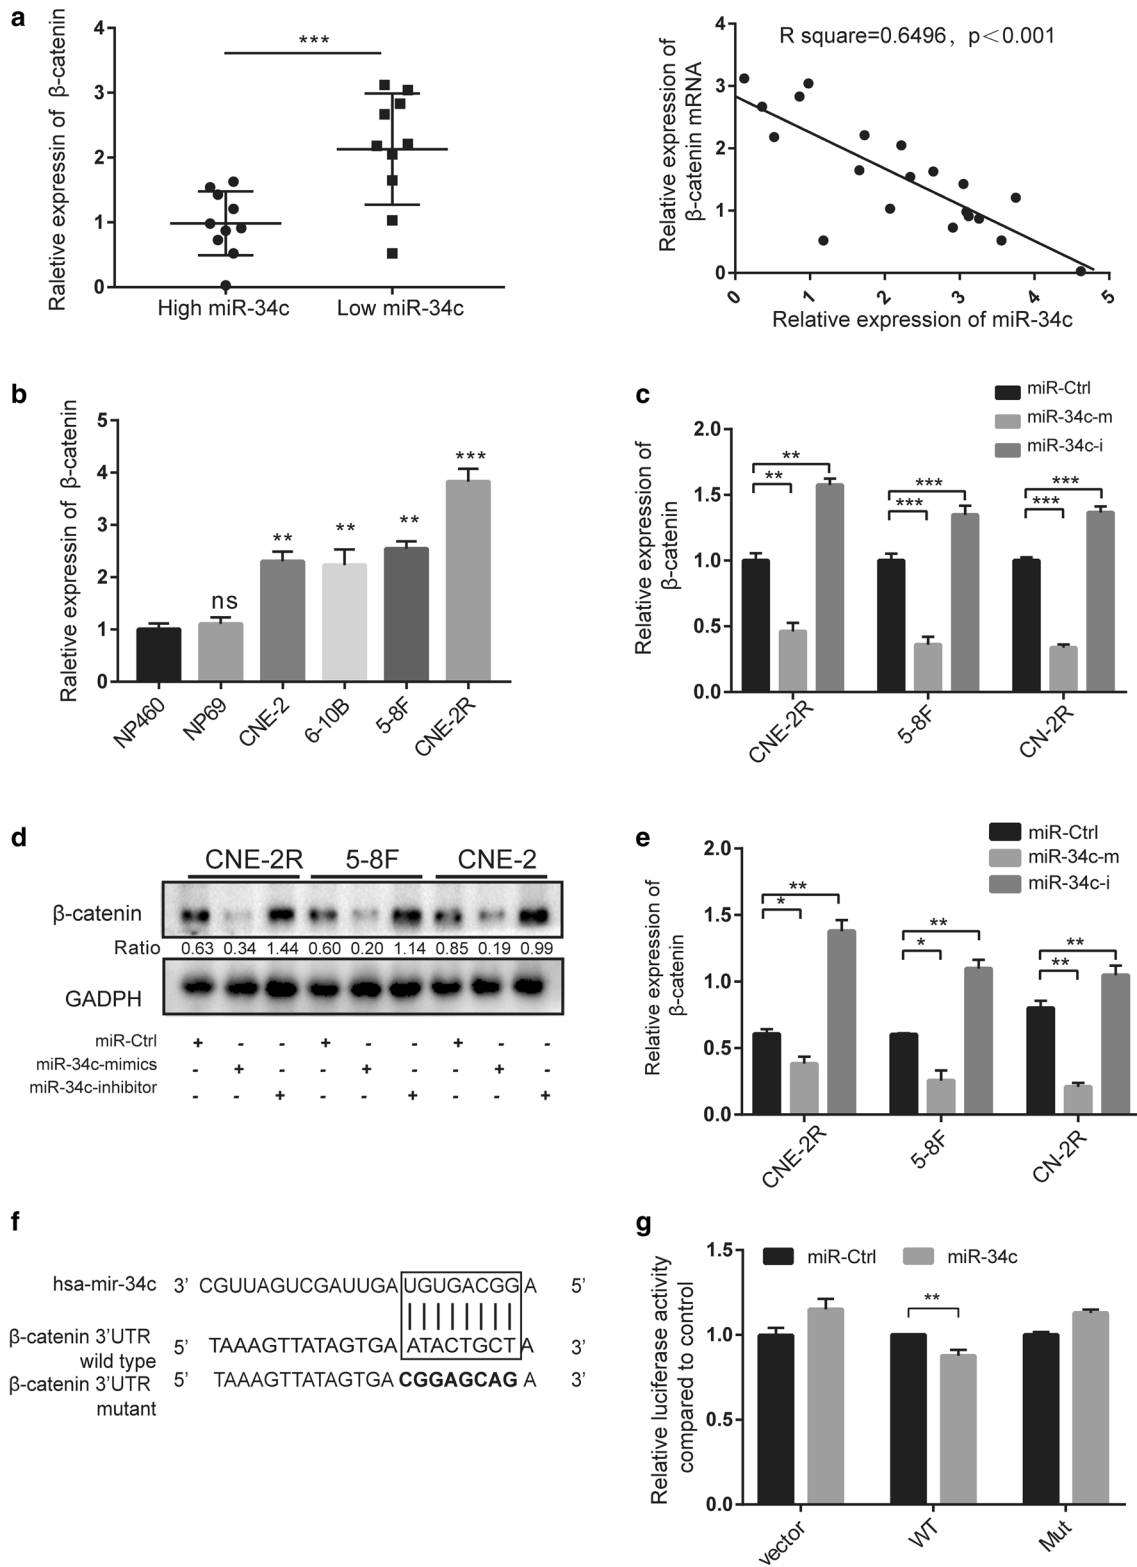 a
Raletive expressin of β-catenin
4
3
2
1
0
***
High miR-34c
Low miR-34c
Relative expression of
β-catenin mRNA
R square=0.6496, p<0.001
4
3
2
1
0
0
1
2
3
4
5
Relative expression of miR-34c
b
Raletive expressin of β-catenin
5
4
3
2
1
0
ns
**
**
**
***
NP460
NP69
CNE-2
6-10B
5-8F
CNE-2R
c
miR-Ctrl
miR-34c-m
miR-34c-i
Relative expression of
β-catenin
2.0
1.5
1.0
0.5
0.0
**
**
***
***
***
***
CNE-2R
5-8F
CN-2R
d
CNE-2R 5-8F CNE-2
β-catenin
Ratio 0.63 0.34 1.44 0.60 0.20 1.14 0.85 0.19 0.99
GADPH
miR-Ctrl + - - + - - + - -
miR-34c-mimics - + - - + - - + -
miR-34c-inhibitor - - + - - + - - +
e
miR-Ctrl
miR-34c-m
miR-34c-i
Relative expression of
β-catenin
2.0
1.5
1.0
0.5
0.0
**
*
**
*
**
**
CNE-2R
5-8F
CN-2R
f
hsa-mir-34c 3’ CGUUAGUCGAUUGA UGUGACGG A 5’
β-catenin 3’UTR
wild type
5’ TAAAGTTATAGTGA ATACTGCT A 3’
β-catenin 3’UTR
mutant
5’ TAAAGTTATAGTGA CGGAGCAG A 3’
g
miR-Ctrl
miR-34c
Relative luciferase activity
compared to control
1.5
1.0
0.5
0.0
**
vector
WT
Mut